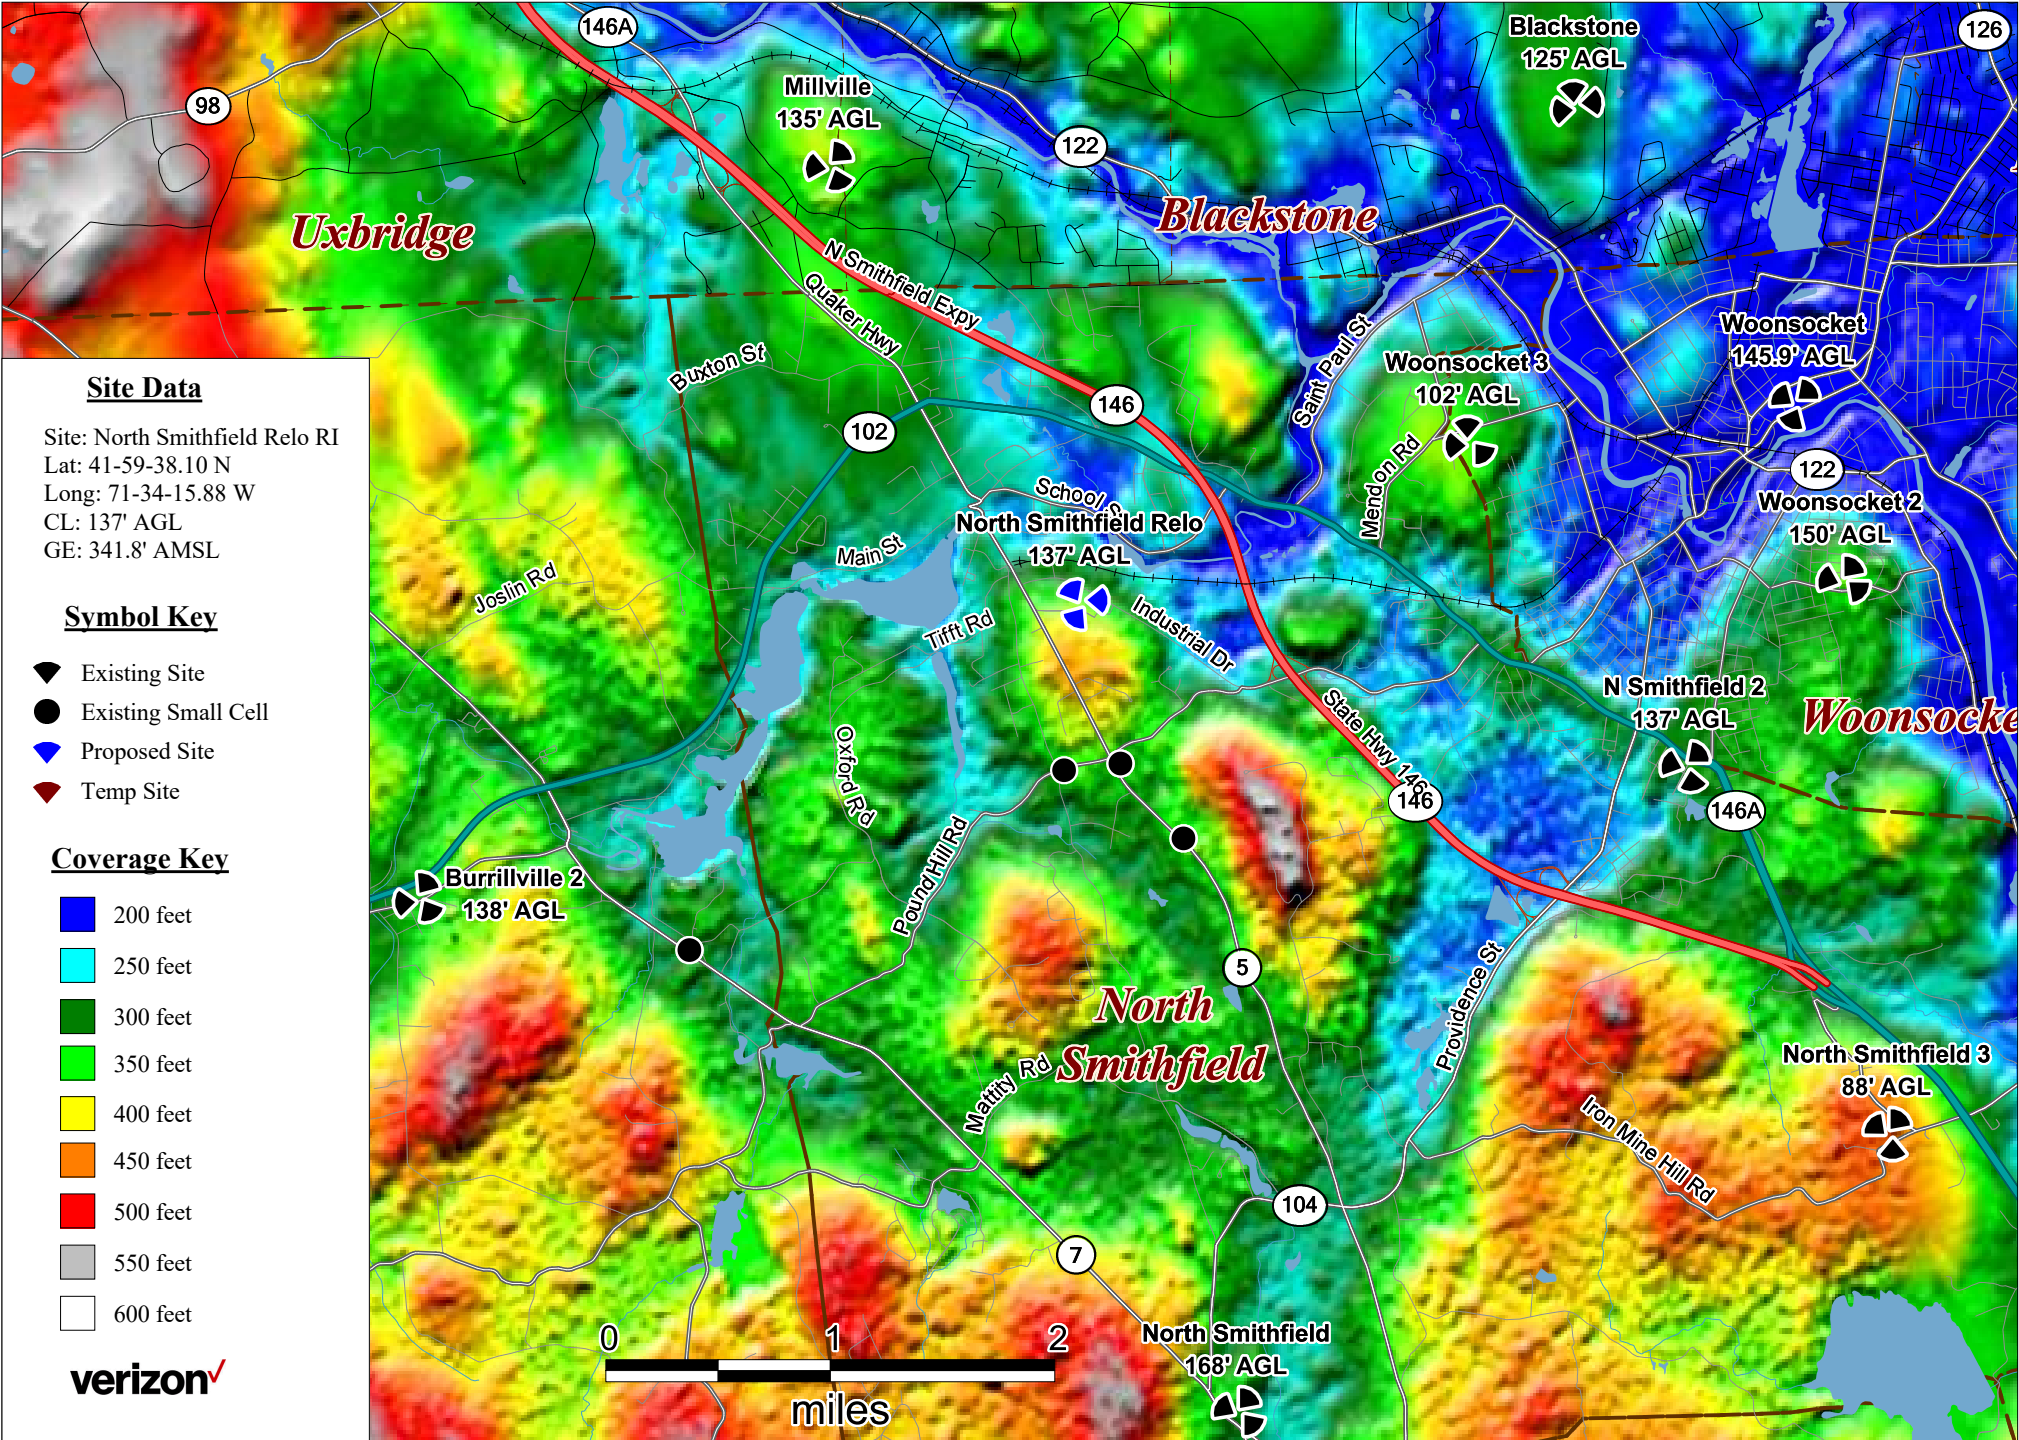 146A
126
Blackstone
125' AGL
Millville
135' AGL
98
122
Uxbridge
Blackstone
N Smithfield Expy
Quaker Hwy
Saint Paul St
Woonsocket
145.9' AGL
Buxton St
Woonsocket 3
102' AGL
146
102
Mendon Rd
122
Woonsocket 2
150' AGL
School S
North Smithfield Relo
137' AGL
Main St
Joslin Rd
Tifft Rd
Industrial Dr
N Smithfield 2
137' AGL
Woonsocke
State Hwy 146
146
146A
Oxford Rd
Pound Hill Rd
Burrillville 2
138' AGL
5
Providence St
North
Smithfield
Mattity Rd
North Smithfield 3
88' AGL
Iron Mine Hill Rd
104
7
North Smithfield
168' AGL
0 1 2
miles
Site Data
Site: North Smithfield Relo RI
Lat: 41-59-38.10 N
Long: 71-34-15.88 W
CL: 137' AGL
GE: 341.8' AMSL
Symbol Key
Existing Site
Existing Small Cell
Proposed Site
Temp Site
Coverage Key
200 feet
250 feet
300 feet
350 feet
400 feet
450 feet
500 feet
550 feet
600 feet
verizon